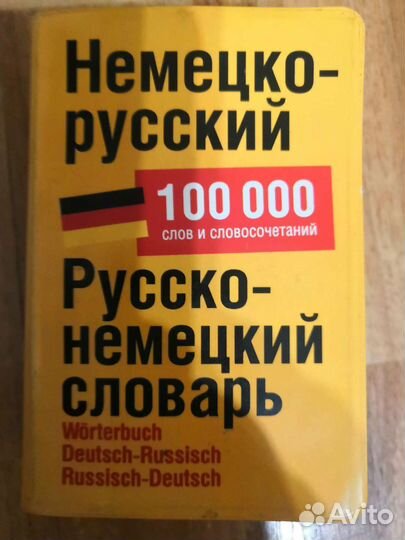 Немецко-
русский
100 000
слов и словосочетаний
Русско-
немецкий
словарь
Wörterbuch
Deutsch-Russisch
Russisch-Deutsch
Avito